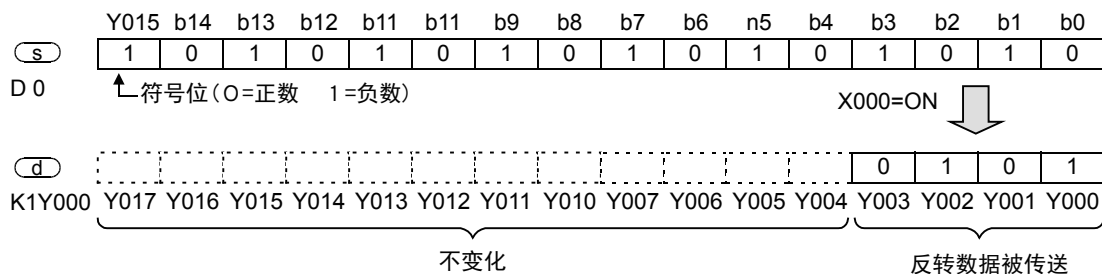 Y015 b14 b13 b12 b11 b11 b9 b8 b7 b6 n5 b4 b3 b2 b1 b0
s 1 0 1 0 1 0 1 0 1 0 1 0 1 0 1 0
D 0 符号位(0=正数 1=负数) X000=ON
d 0 1 0 1
K1Y000 Y017 Y016 Y015 Y014 Y013 Y012 Y011 Y010 Y007 Y006 Y005 Y004 Y003 Y002 Y001 Y000
不变化 反转数据被传送